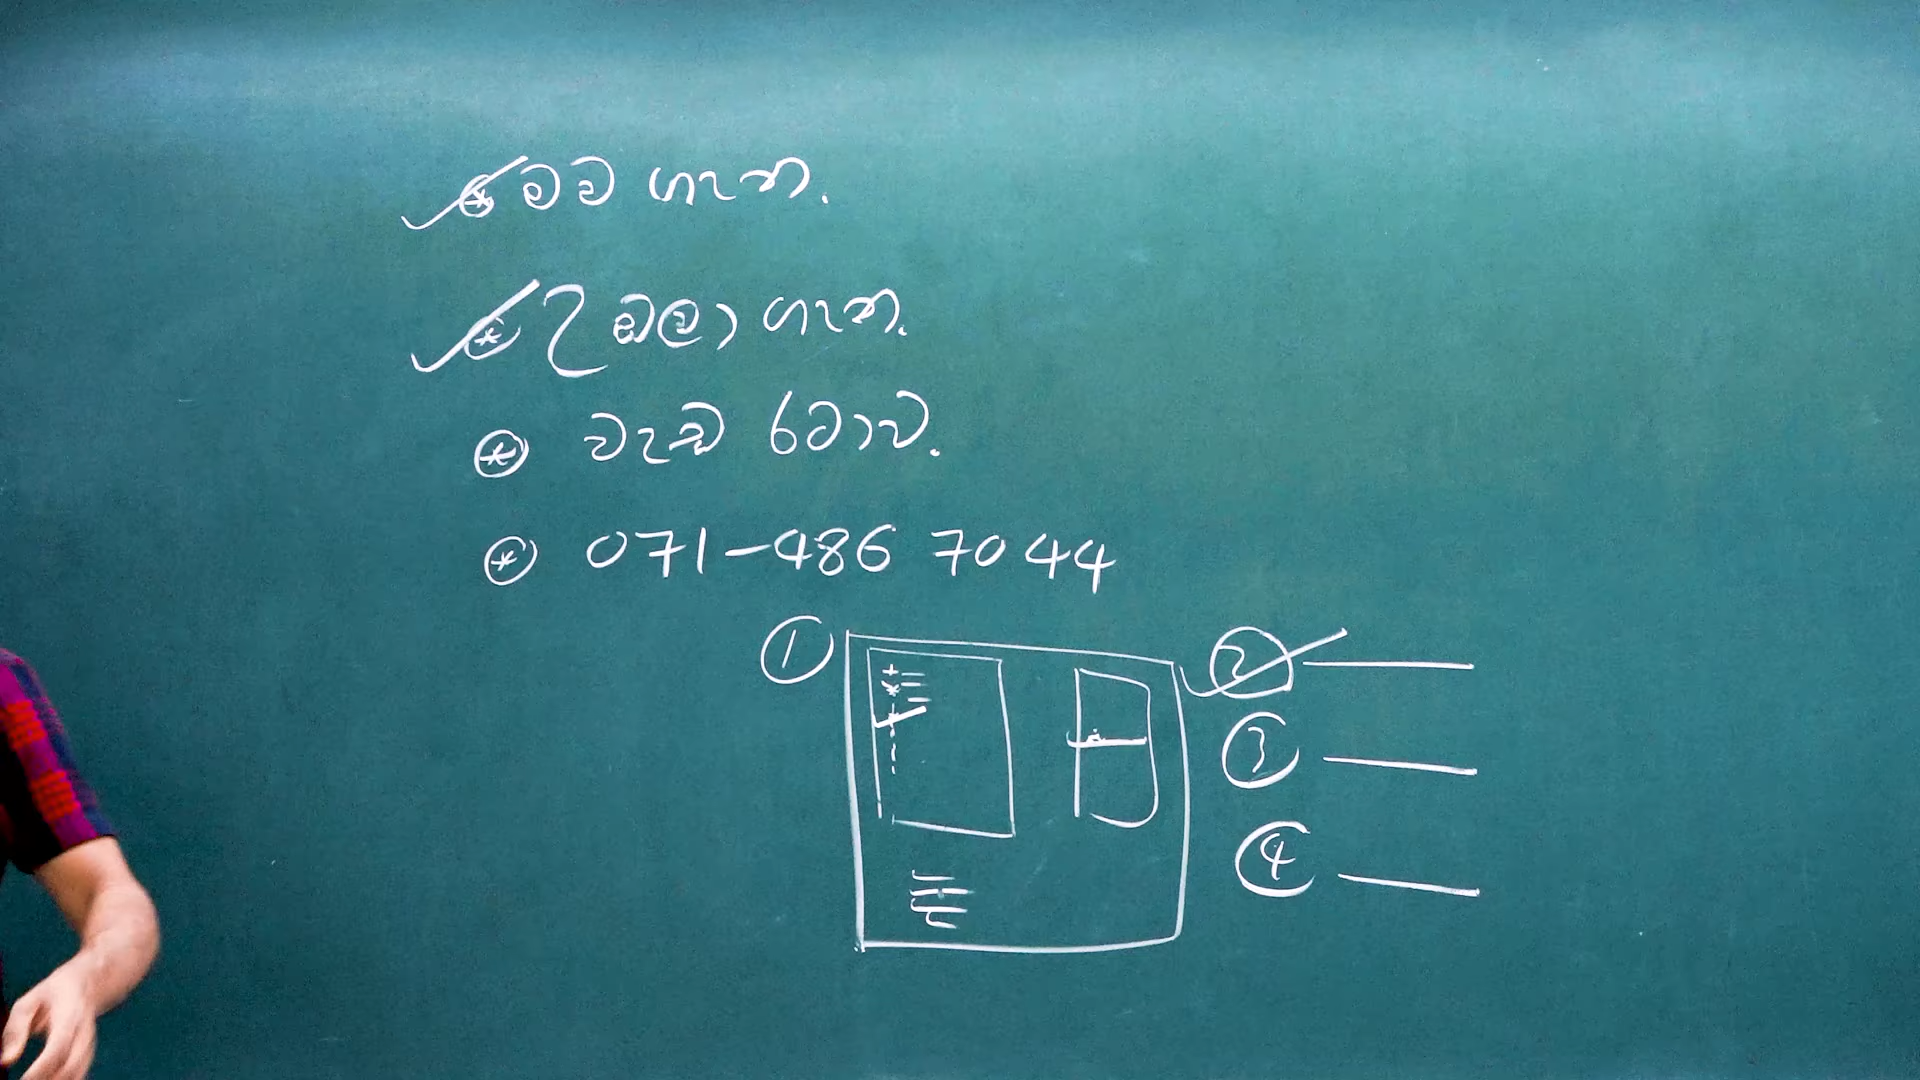 ⊛ මම ගැන.
⊛ උඹලා ගැන.
⊛ වැඩ රටාව.
⊛ 071-486 7044
①
②
③
④